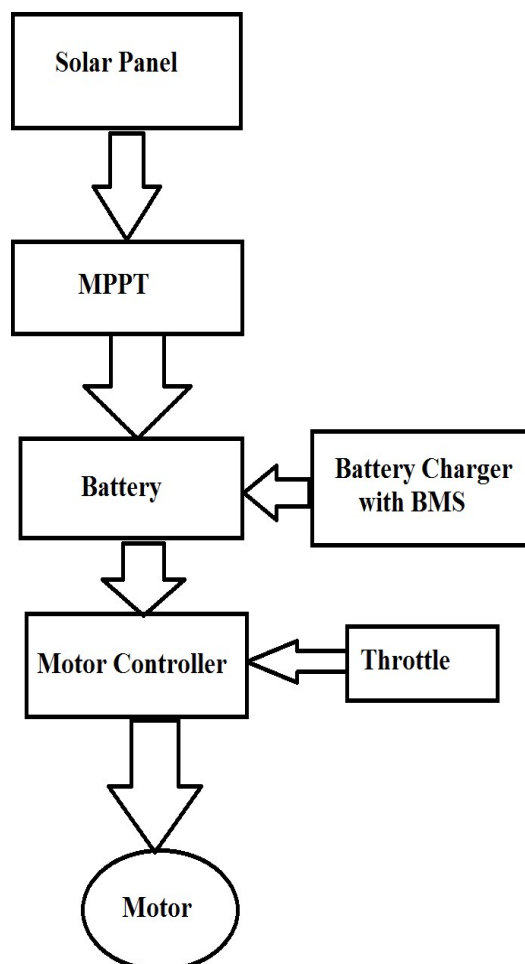 Solar Panel
MPPT
Battery
Battery Charger
with BMS
Motor Controller
Throttle
Motor